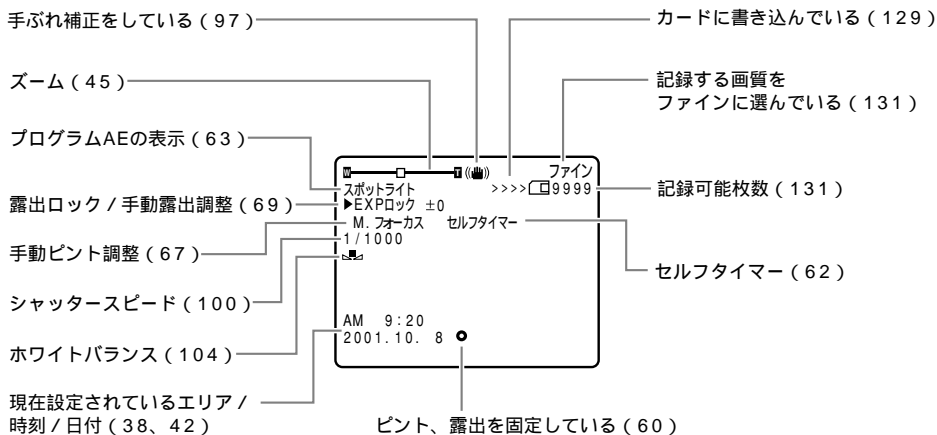 手ぶれ補正をしている(97)
ズーム(45)
プログラムAEの表示(63)
露出ロック/手動露出調整(69)
手動ピント調整(67)
シャッタースピード(100)
ホワイトバランス(104)
現在設定されているエリア/
時刻/日付(38、42)
カードに書き込んでいる(129)
記録する画質を
ファインに選んでいる(131)
記録可能枚数(131)
セルフタイマー(62)
ピント、露出を固定している(60)
W T ファイン
スポットライト >>>> 9999
▶EXPロック ±0
M.フォーカス セルフタイマー
1/1000
AM 9:20
2001.10. 8